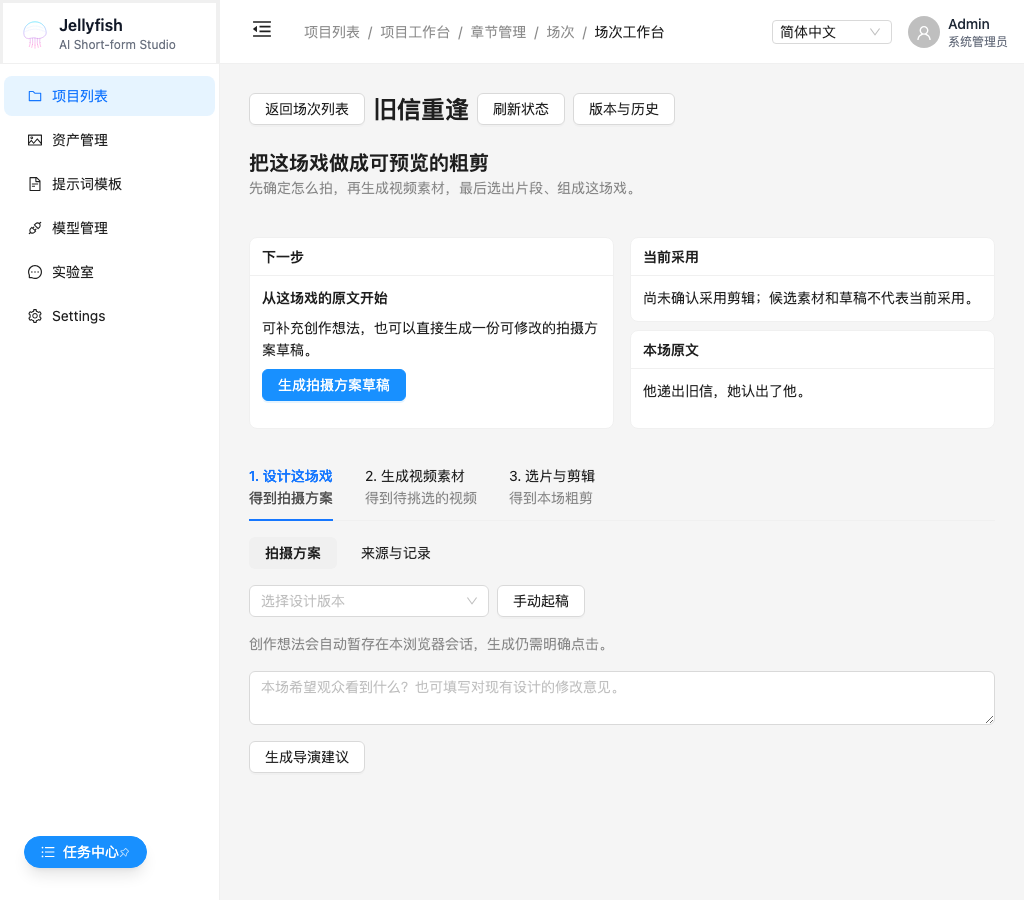 Jellyfish
AI Short-form Studio
项目列表 / 项目工作台 / 章节管理 / 场次 / 场次工作台
简体中文
Admin
系统管理员
项目列表
资产管理
提示词模板
模型管理
实验室
Settings
任务中心
返回场次列表
旧信重逢
刷新状态
版本与历史
把这场戏做成可预览的粗剪
先确定怎么拍，再生成视频素材，最后选出片段、组成这场戏。
下一步
从这场戏的原文开始
可补充创作想法，也可以直接生成一份可修改的拍摄方
案草稿。
生成拍摄方案草稿
当前采用
尚未确认采用剪辑；候选素材和草稿不代表当前采用。
本场原文
他递出旧信，她认出了他。
1. 设计这场戏
得到拍摄方案
2. 生成视频素材
得到待挑选的视频
3. 选片与剪辑
得到本场粗剪
拍摄方案
来源与记录
选择设计版本
手动起稿
创作想法会自动暂存在本浏览器会话，生成仍需明确点击。
本场希望观众看到什么？也可填写对现有设计的修改意见。
生成导演建议